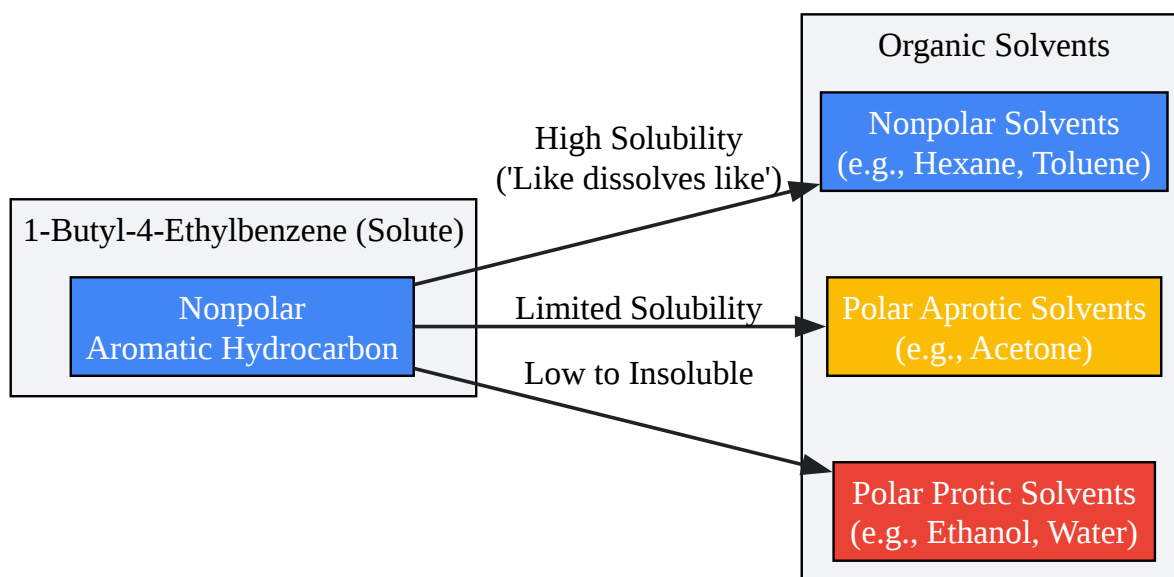 Organic Solvents
Nonpolar Solvents
(e.g., Hexane, Toluene)
High Solubility
('Like dissolves like')
1-Butyl-4-Ethylbenzene (Solute)
Nonpolar
Aromatic Hydrocarbon
Limited Solubility
Polar Aprotic Solvents
(e.g., Acetone)
Low to Insoluble
Polar Protic Solvents
(e.g., Ethanol, Water)